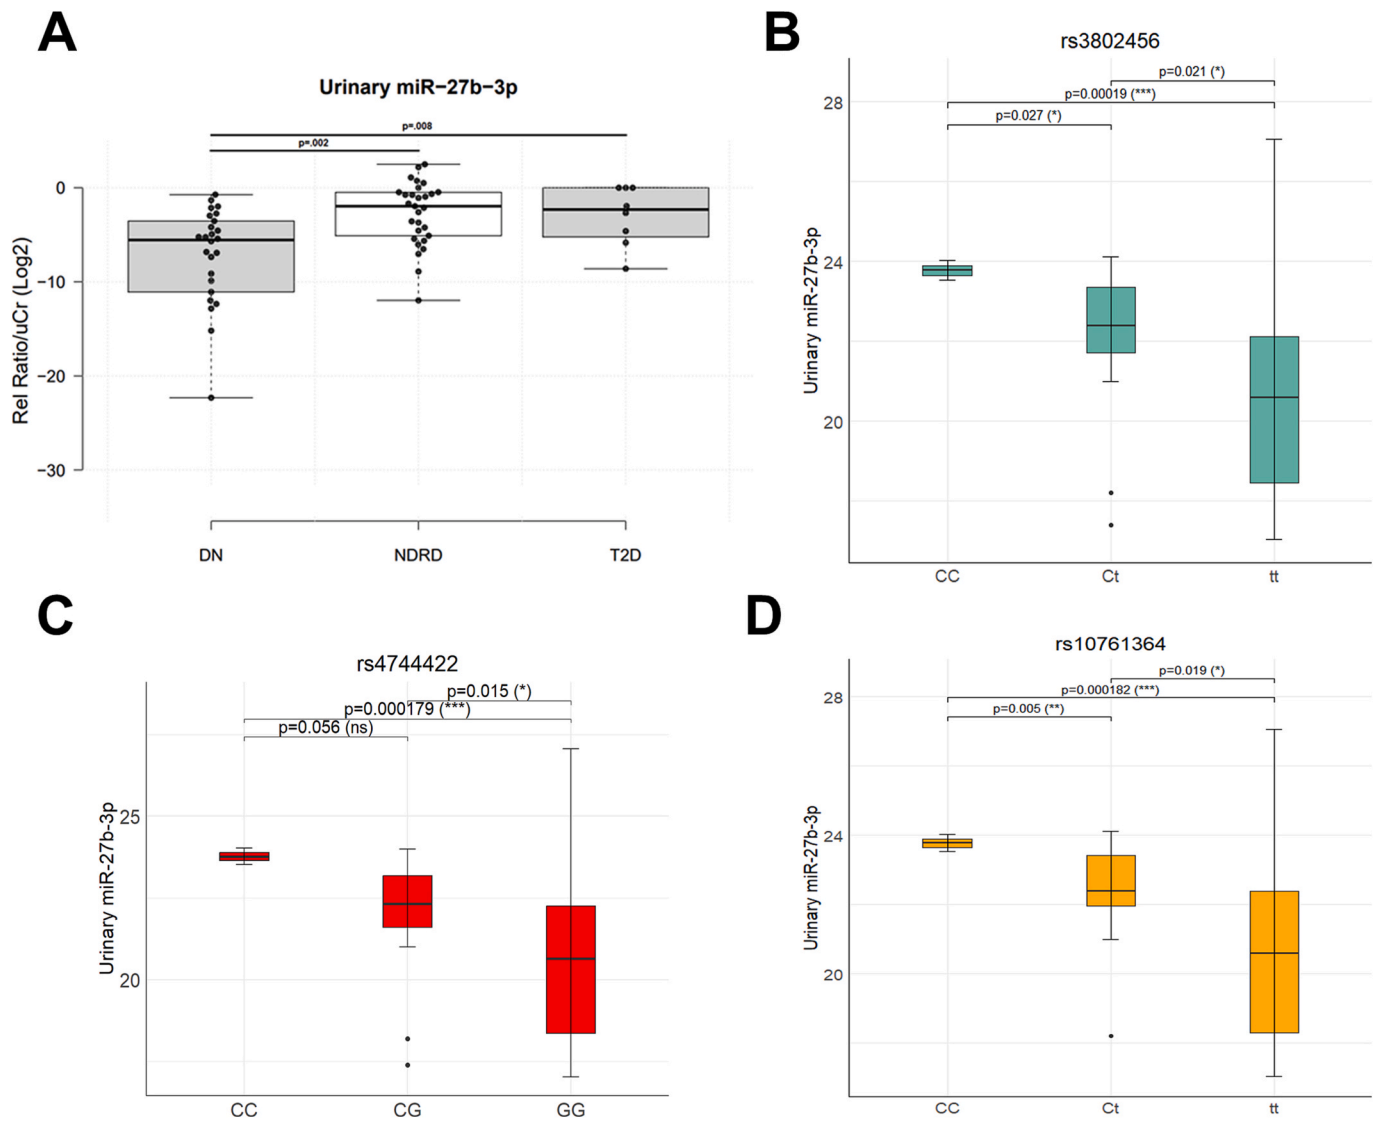 A
Urinary miR−27b−3p
p=.008
p=.002
Rel Ratio/uCr (Log2)
0
−10
−20
−30
DN
NDRD
T2D
B
rs3802456
p=0.021 (*)
p=0.00019 (***)
p=0.027 (*)
Urinary miR-27b-3p
28
24
20
CC
Ct
tt
C
rs4744422
p=0.015 (*)
p=0.000179 (***)
p=0.056 (ns)
Urinary miR-27b-3p
25
20
CC
CG
GG
D
rs10761364
p=0.019 (*)
p=0.000182 (***)
p=0.005 (**)
Urinary miR-27b-3p
28
24
20
CC
Ct
tt